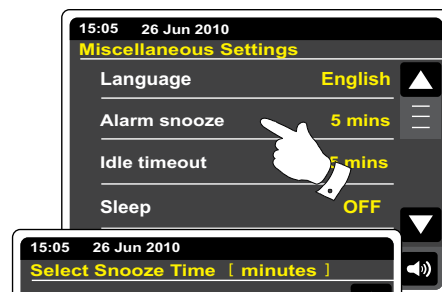 15:05 26 Jun 2010
Miscellaneous Settings
Language English
Alarm snooze 5 mins
Idle timeout mins
Sleep OFF
15:05 26 Jun 2010
Select Snooze Time [ minutes ]